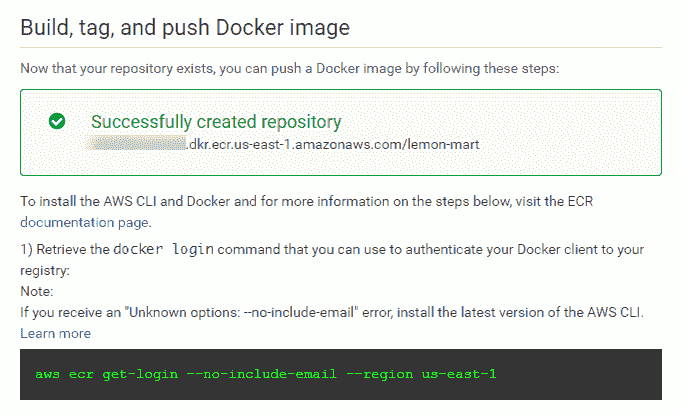 Build, tag, and push Docker image
Now that your repository exists, you can push a Docker image by following these steps:
Successfully created repository
.dkr.ecr.us-east-1.amazonaws.com/lemon-mart
To install the AWS CLI and Docker and for more information on the steps below, visit the ECR
documentation page.
1) Retrieve the docker login command that you can use to authenticate your Docker client to your
registry:
Note:
If you receive an "Unknown options: --no-include-email" error, install the latest version of the AWS CLI.
Learn more
aws ecr get-login --no-include-email --region us-east-1